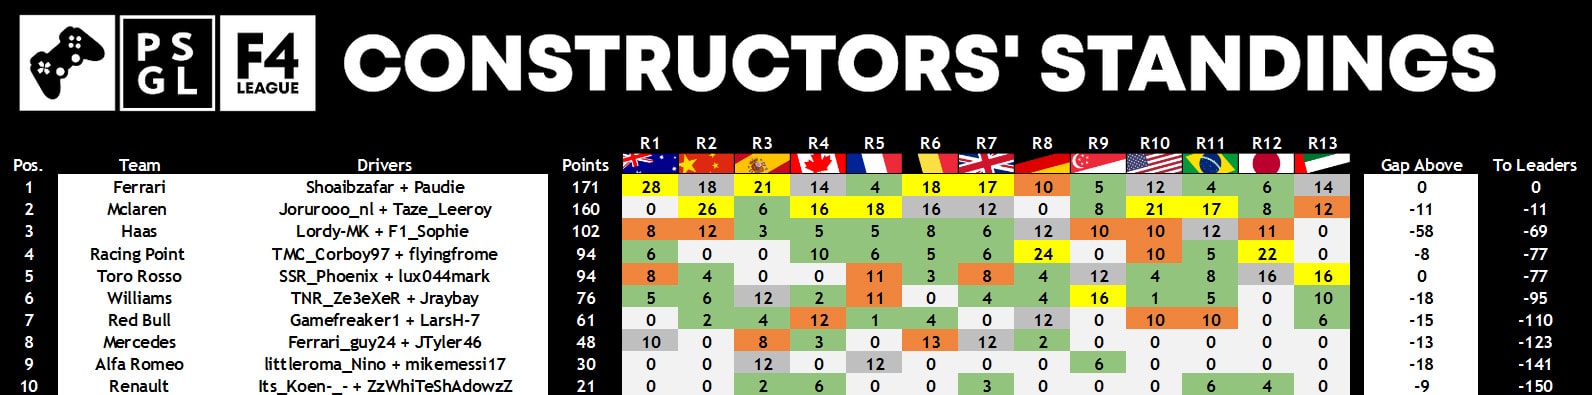 PS GL F4 LEAGUE CONSTRUCTORS' STANDINGS
R1 R2 R3 R4 R5 R6 R7 R8 R9 R10 R11 R12 R13
Pos. Team Drivers Points Gap Above To Leaders
1 Ferrari Shoaibzafar + Paudie 171 28 18 21 14 4 18 17 10 5 12 4 6 14 0 0
2 Mclaren Jorurooo_nl + Taze_Leeroy 160 0 26 6 16 18 16 12 0 8 21 17 8 12 -11 -11
3 Haas Lordy-MK + F1_Sophie 102 8 12 3 5 5 8 6 12 10 10 12 11 0 -58 -69
4 Racing Point TMC_Corboy97 + flyingfrome 94 6 0 0 10 6 5 6 24 0 10 5 22 0 -8 -77
5 Toro Rosso SSR_Phoenix + lux044mark 94 8 4 0 0 11 3 8 4 12 4 8 16 16 0 -77
6 Williams TNR_Ze3eXeR + Jraybay 76 5 6 12 2 11 0 4 4 16 1 5 0 10 -18 -95
7 Red Bull Gamefreaker1 + LarsH-7 61 0 2 4 12 1 4 0 12 0 10 10 0 6 -15 -110
8 Mercedes Ferrari_guy24 + JTyler46 48 10 0 8 3 0 13 12 2 0 0 0 0 0 -13 -123
9 Alfa Romeo littleroma_Nino + mikemessi17 30 0 0 12 0 12 0 0 0 6 0 0 0 0 -18 -141
10 Renault Its_Koen-_- + ZzWhiTeShAdowzZ 21 0 0 2 6 0 0 3 0 0 0 6 4 0 -9 -150